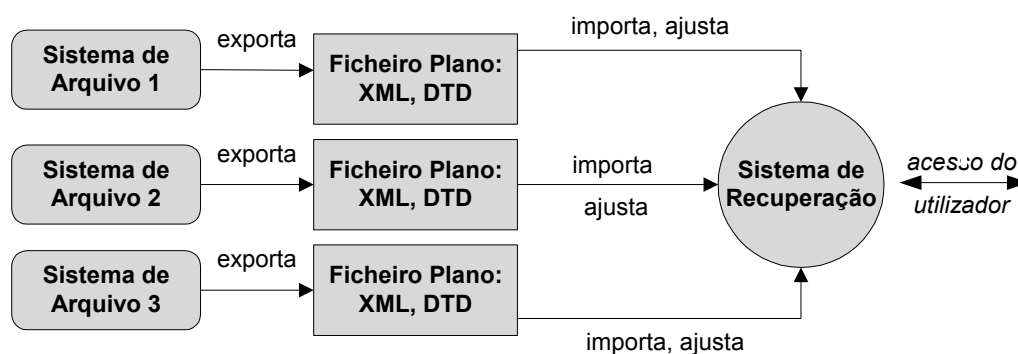 Sistema de
Arquivo 1
exporta
Ficheiro Plano:
XML, DTD
importa, ajusta
Sistema de
Arquivo 2
exporta
Ficheiro Plano:
XML, DTD
importa
ajusta
Sistema de
Recuperação
acesso do
utilizador
Sistema de
Arquivo 3
exporta
Ficheiro Plano:
XML, DTD
importa, ajusta